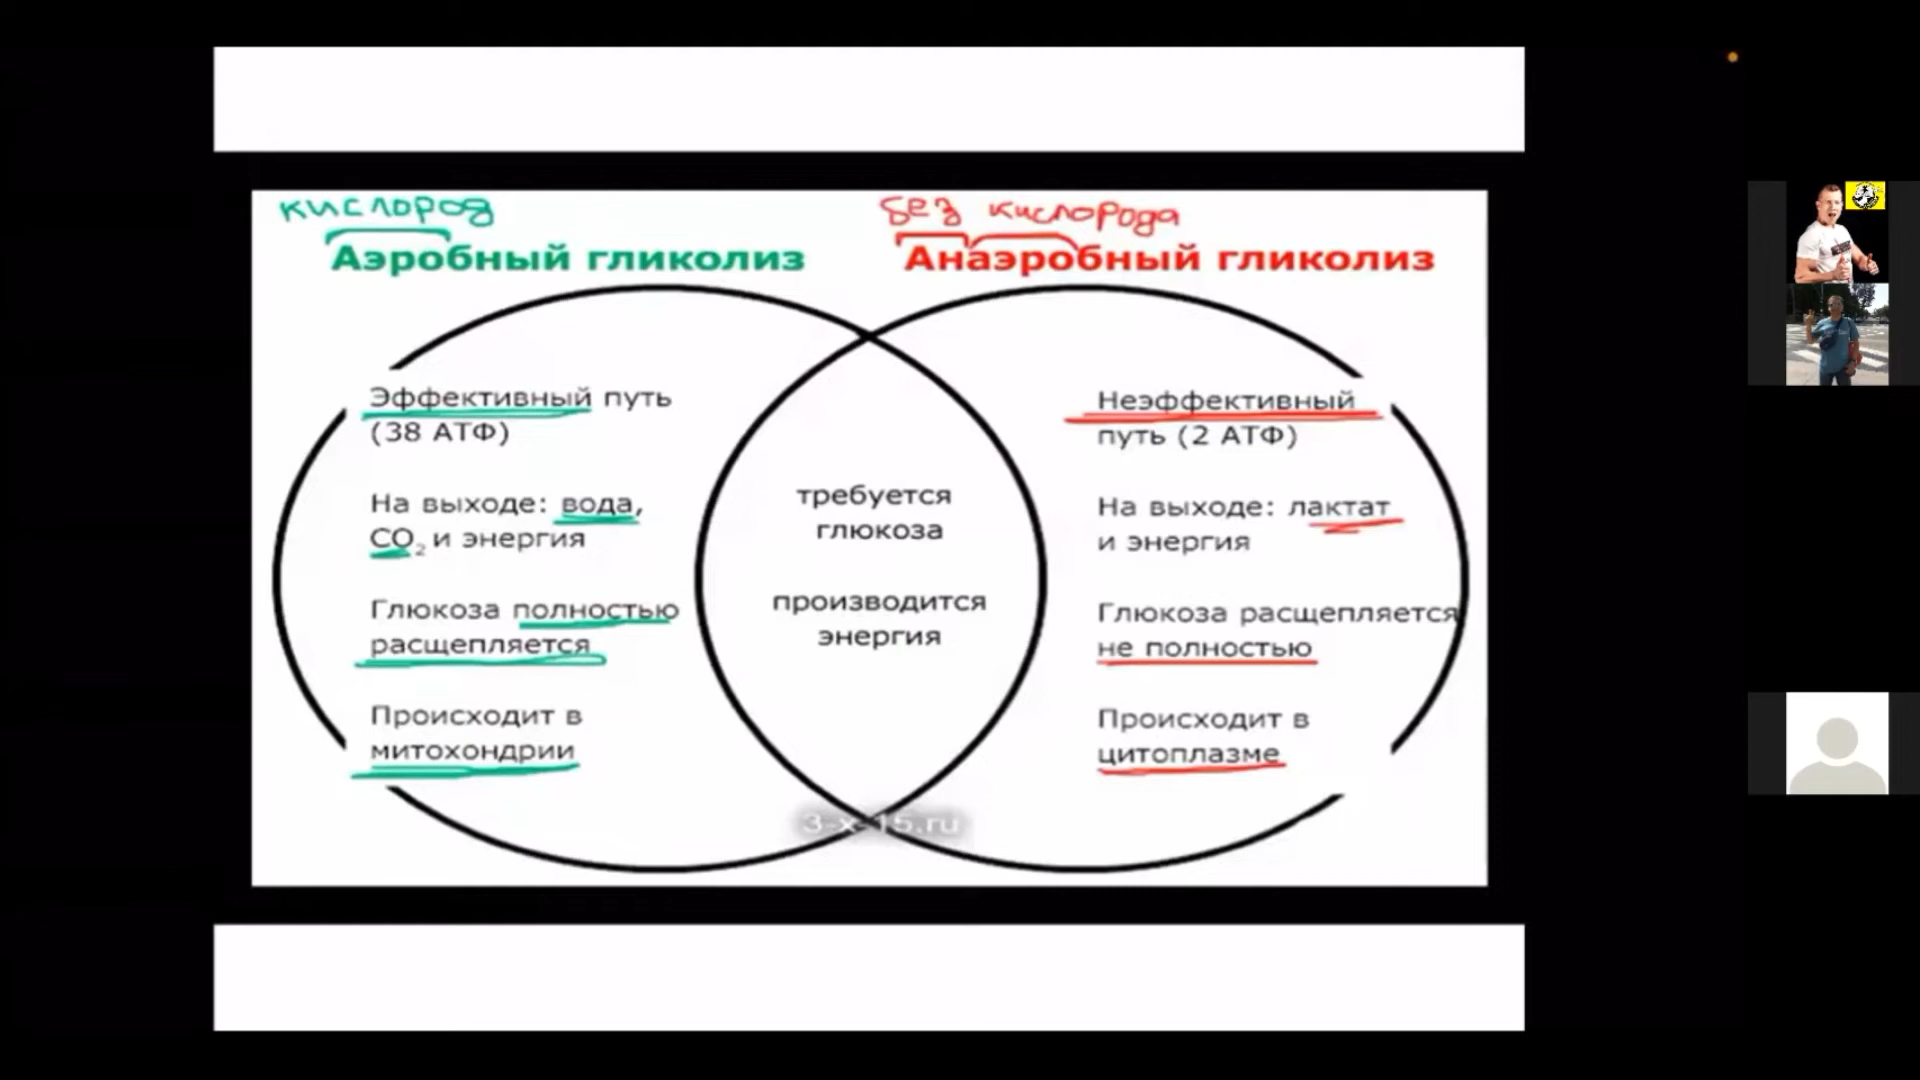 кислород
без кислорода
Аэробный гликолиз
Анаэробный гликолиз
Эффективный путь
(38 АТФ)
На выходе: вода,
CO₂ и энергия
Глюкоза полностью
расщепляется
Происходит в
митохондрии
требуется
глюкоза
производится
энергия
Неэффективный
путь (2 АТФ)
На выходе: лактат
и энергия
Глюкоза расщепляется
не полностью
Происходит в
цитоплазме
3-x-15.ru